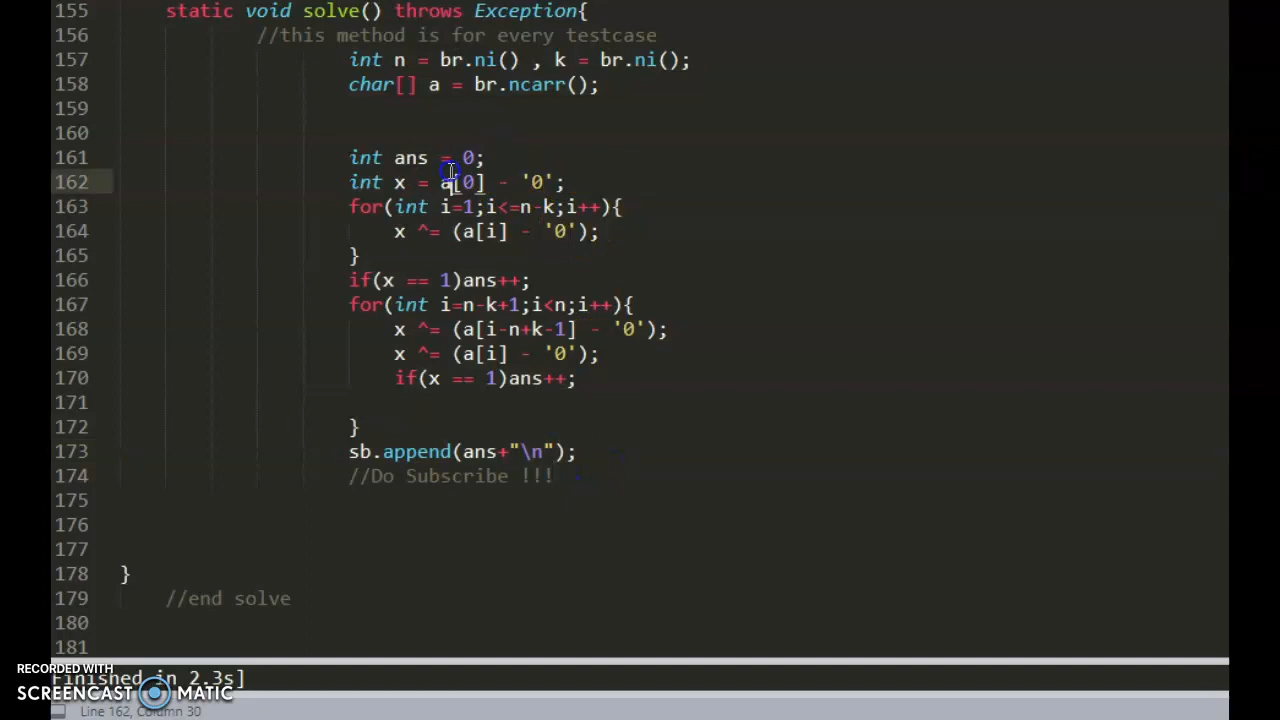 155 static void solve() throws Exception{
156 //this method is for every testcase
157 int n = br.ni() , k = br.ni();
158 char[] a = br.ncarr();
159
160
161 int ans = 0;
162 int x = a[0] - '0';
163 for(int i=1;i<=n-k;i++){
164 x ^= (a[i] - '0');
165 }
166 if(x == 1)ans++;
167 for(int i=n-k+1;i<n;i++){
168 x ^= (a[i-n+k-1] - '0');
169 x ^= (a[i] - '0');
170 if(x == 1)ans++;
171
172 }
173 sb.append(ans+"\n");
174 //Do Subscribe !!!
175
176
177
178 }
179 //end solve
180
181
RECORDED WITH
Finished in 2.3s]
SCREENCAST MATIC
Line 162, Column 30